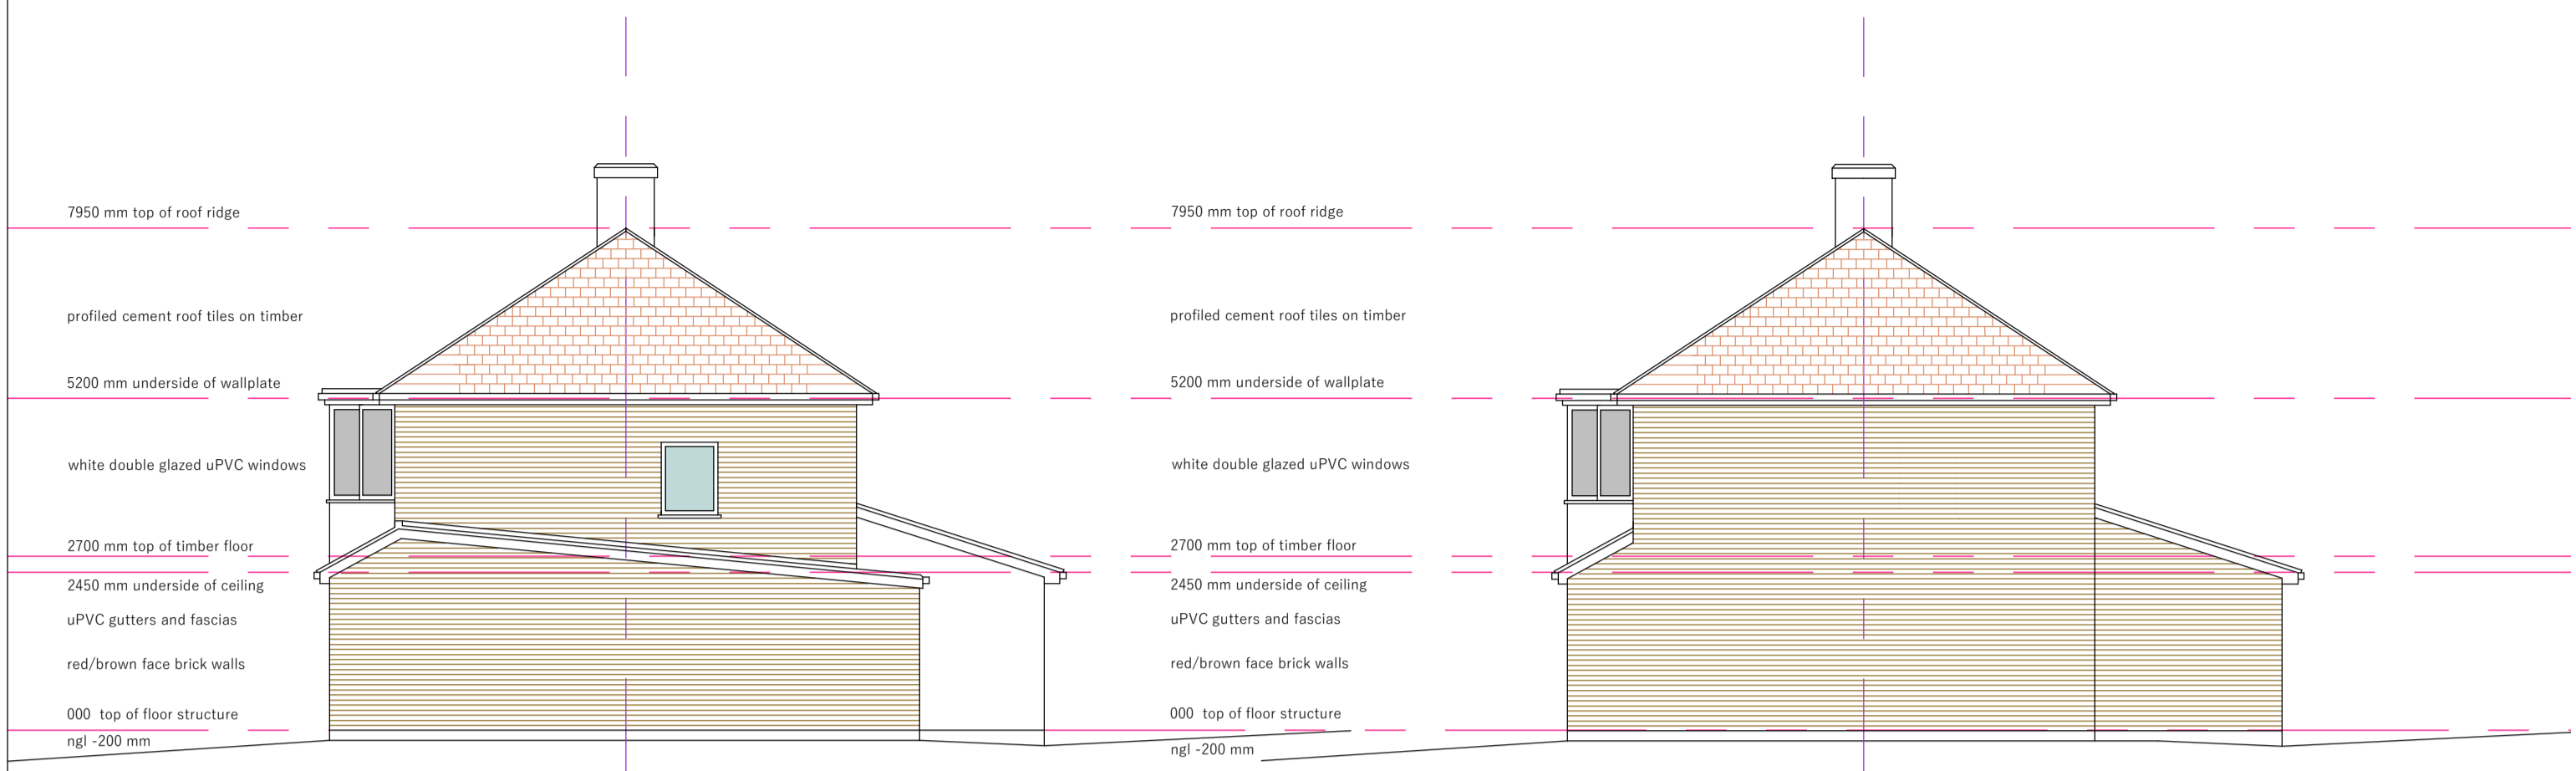 7950 mm top of roof ridge
profiled cement roof tiles on timber
5200 mm underside of wallplate
white double glazed uPVC windows
2700 mm top of timber floor
2450 mm underside of ceiling
uPVC gutters and fascias
red/brown face brick walls
000 top of floor structure
ngl -200 mm
7950 mm top of roof ridge
profiled cement roof tiles on timber
5200 mm underside of wallplate
white double glazed uPVC windows
2700 mm top of timber floor
2450 mm underside of ceiling
uPVC gutters and fascias
red/brown face brick walls
000 top of floor structure
ngl -200 mm